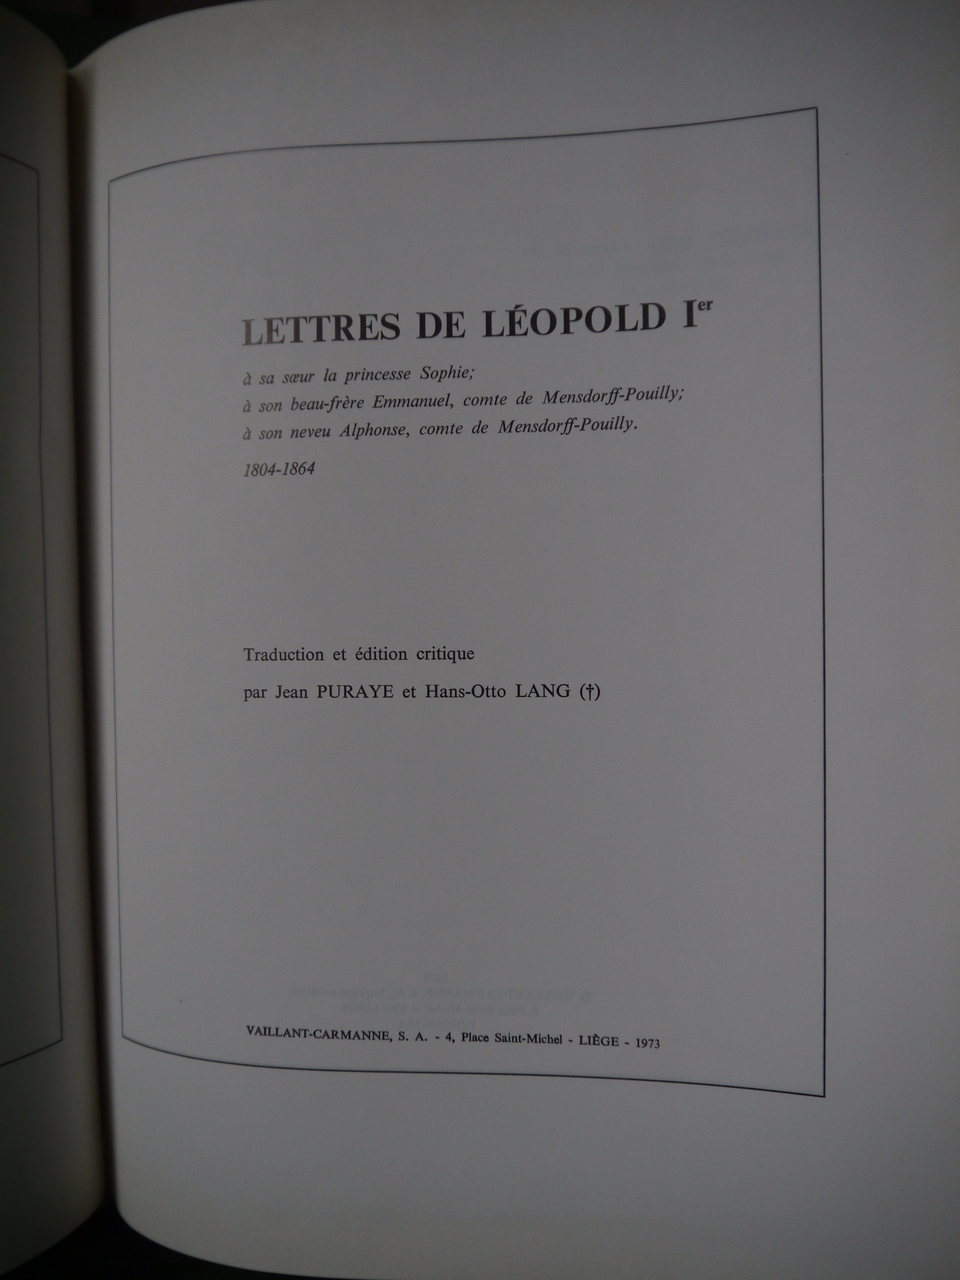 LETTRES DE LÉOPOLD Ier
à sa sœur la princesse Sophie;
à son beau-frère Emmanuel, comte de Mensdorff-Pouilly;
à son neveu Alphonse, comte de Mensdorff-Pouilly.
1804-1864
Traduction et édition critique
par Jean PURAYE et Hans-Otto LANG (†)
VAILLANT-CARMANNE, S. A. - 4, Place Saint-Michel - LIÈGE - 1973